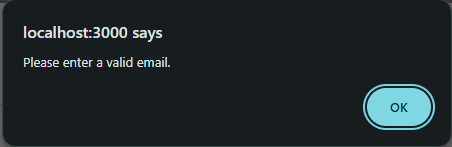 localhost:3000 says
Please enter a valid email.
OK